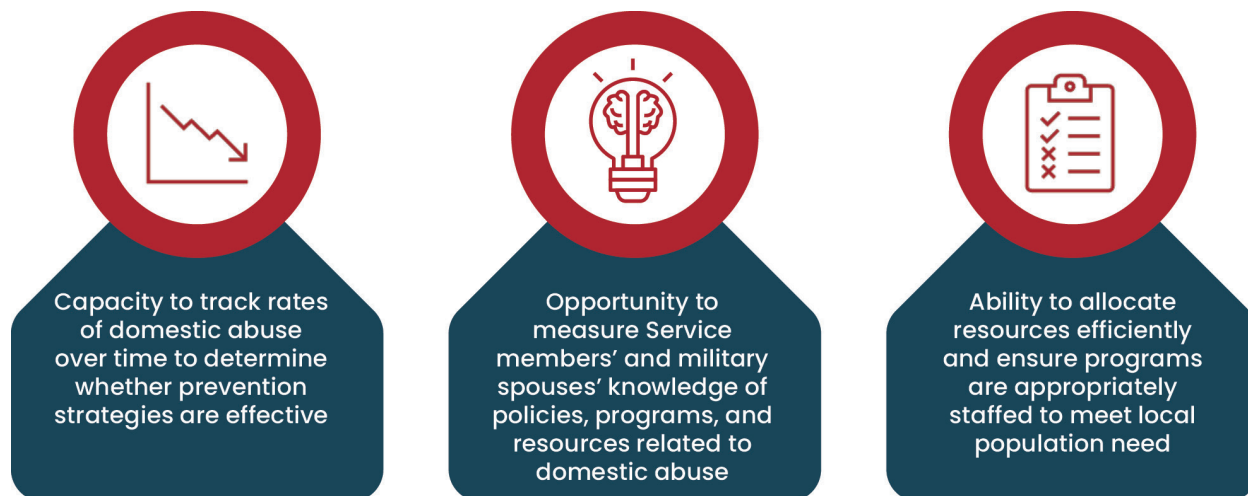 Capacity to track rates
of domestic abuse
over time to determine
whether prevention
strategies are effective
Opportunity to
measure Service
members’ and military
spouses’ knowledge of
policies, programs, and
resources related to
domestic abuse
Ability to allocate
resources efficiently
and ensure programs
are appropriately
staffed to meet local
population need